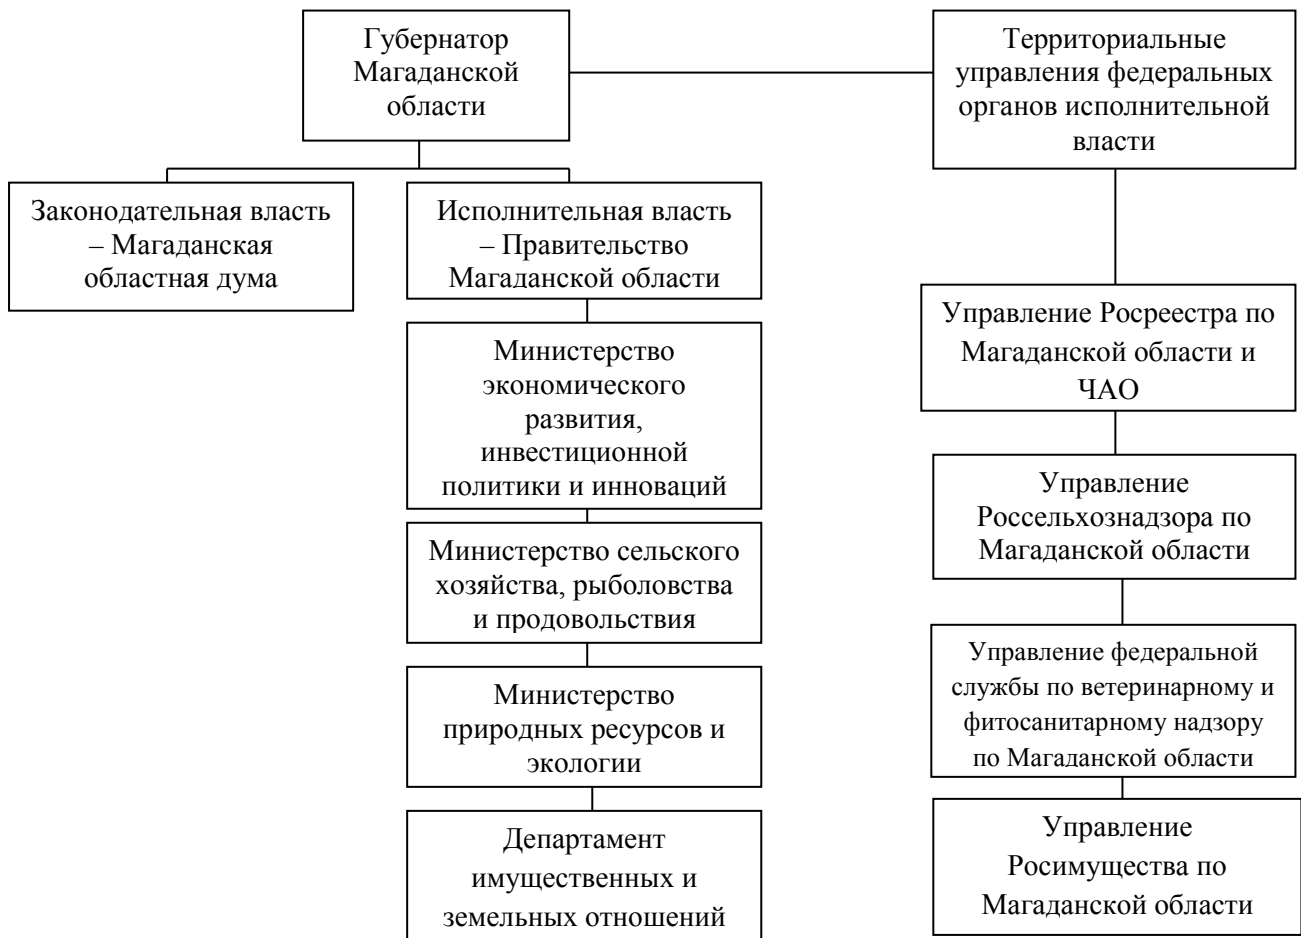 Губернатор
Магаданской
области
Территориальные
управления федеральных
органов исполнительной
власти
Законодательная власть
– Магаданская
областная дума
Исполнительная власть
– Правительство
Магаданской области
Управление Росреестра по
Магаданской области и
ЧАО
Министерство
экономического
развития,
инвестиционной
политики и инноваций
Управление
Россельхознадзора по
Магаданской области
Министерство сельского
хозяйства, рыболовства
и продовольствия
Управление федеральной
службы по ветеринарному и
фитосанитарному надзору
по Магаданской области
Министерство
природных ресурсов и
экологии
Управление
Росимущества по
Магаданской области
Департамент
имущественных и
земельных отношений